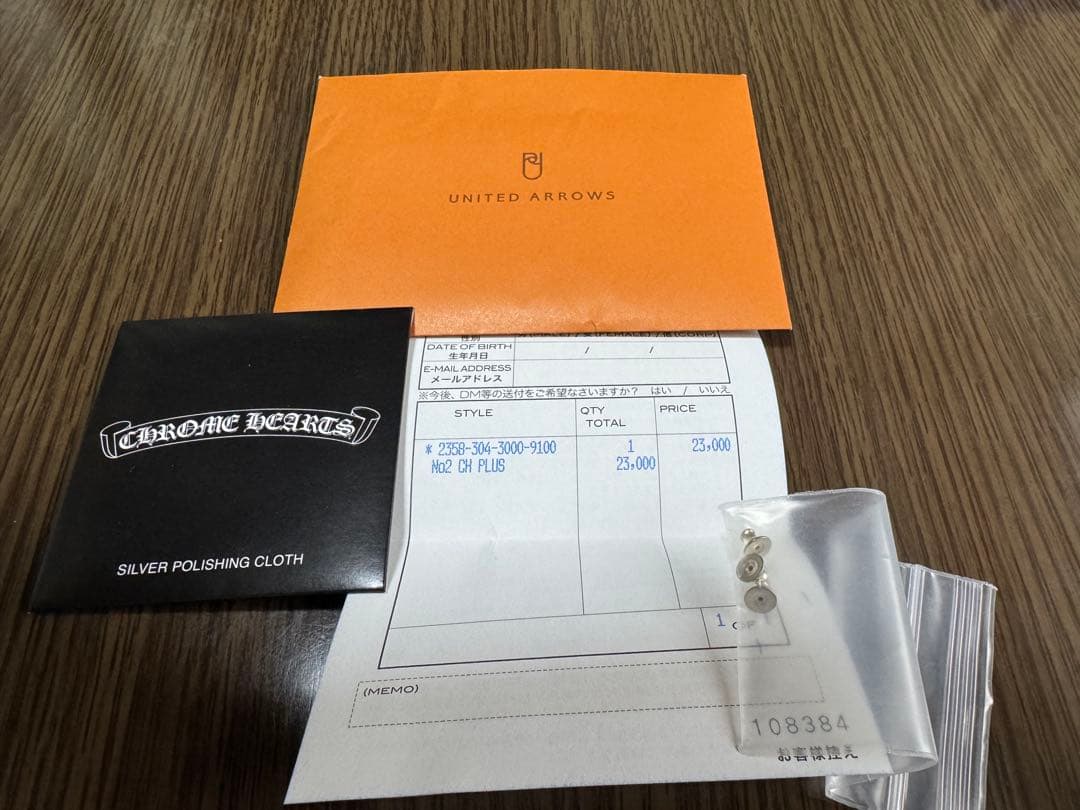 UNITED ARROWS
CHROME HEARTS
SILVER POLISHING CLOTH
DATE OF BIRTH
生年月日
/ /
E-MAIL ADDRESS
メールアドレス
※今後、DM等の送付をご希望なさいますか? はい / いいえ
STYLE QTY PRICE
TOTAL
* 2358-304-3000-9100 1 23,000
No2 CH PLUS 23,000
1 OF
(MEMO)
108384
お客様控え